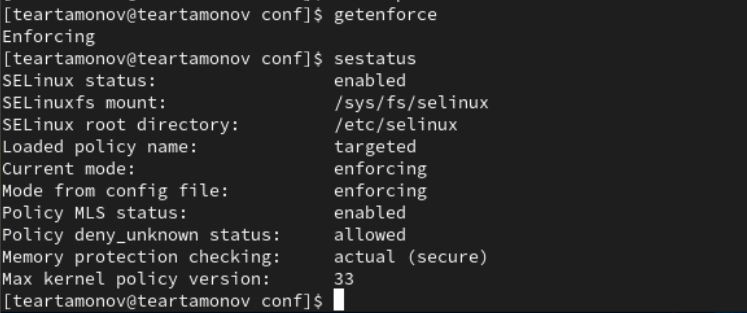 [teartamonov@teartamonov conf]$ getenforce
Enforcing
[teartamonov@teartamonov conf]$ sestatus
SELinux status:                 enabled
SELinuxfs mount:                /sys/fs/selinux
SELinux root directory:         /etc/selinux
Loaded policy name:             targeted
Current mode:                   enforcing
Mode from config file:          enforcing
Policy MLS status:              enabled
Policy deny_unknown status:     allowed
Memory protection checking:     actual (secure)
Max kernel policy version:      33
[teartamonov@teartamonov conf]$